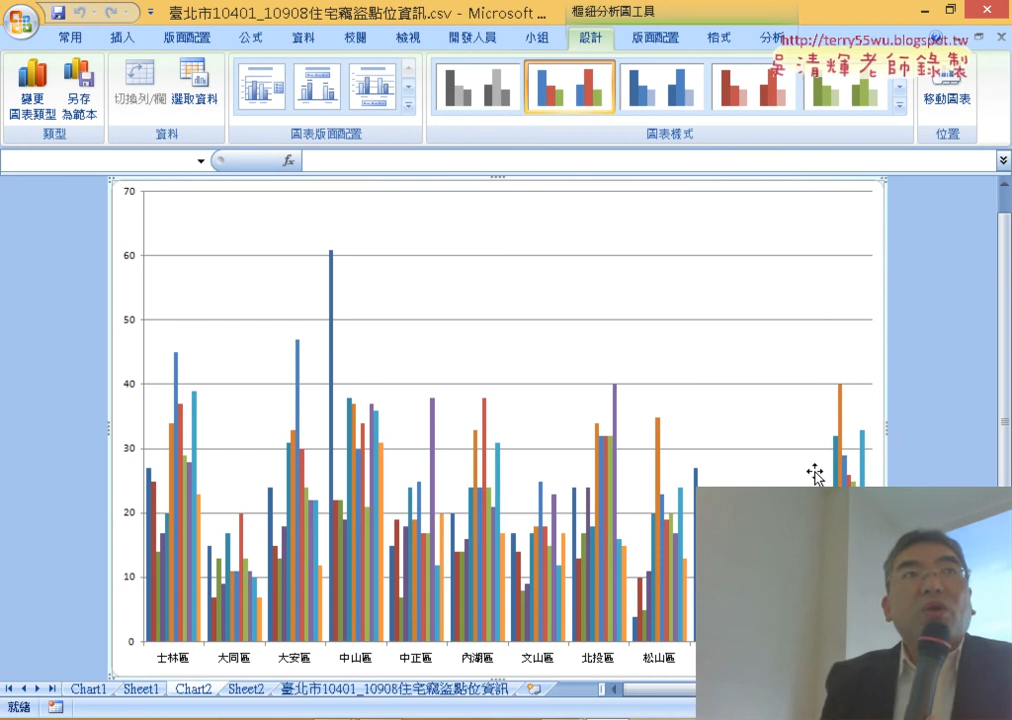 臺北市10401_10908住宅竊盜點位資訊.csv - Microsoft ...
樞紐分析圖工具
常用 插入 版面配置 公式 資料 校閱 檢視 開發人員 小組 設計 版面配置 格式 分析
http://terry55wu.blogspot.tw
吳清輝老師錄製
變更
圖表類型
另存
為範本
切換列/欄 選取資料
移動圖表
類型 資料 圖表版面配置 圖表樣式 位置
fx
70
60
50
40
30
20
10
0
士林區 大同區 大安區 中山區 中正區 內湖區 文山區 北投區 松山區
Chart1 Sheet1 Chart2 Sheet2 臺北市10401_10908住宅竊盜點位資訊
就緒